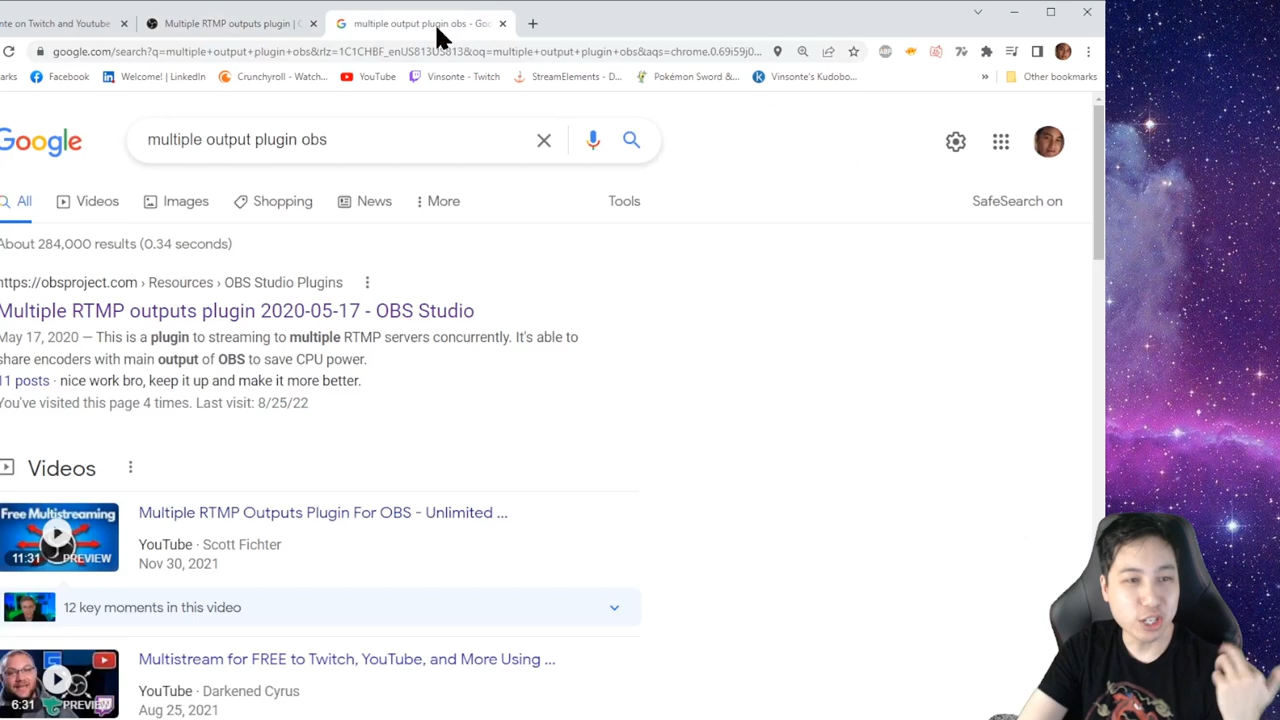 nte on Twitch and Youtube
Multiple RTMP outputs plugin | O
multiple output plugin obs - Goo
google.com/search?q=multiple+output+plugin+obs&rlz=1C1CHBF_enUS813US813&oq=multiple+output+plugin+obs&aqs=chrome.0.69i59j0...
arks
Facebook
Welcome! | LinkedIn
Crunchyroll - Watch...
YouTube
Vinsonte - Twitch
StreamElements - D...
Pokémon Sword &...
Vinsonte's Kudobo...
»
Other bookmarks
Google
multiple output plugin obs
All
Videos
Images
Shopping
News
More
Tools
SafeSearch on
About 284,000 results (0.34 seconds)
https://obsproject.com › Resources › OBS Studio Plugins
Multiple RTMP outputs plugin 2020-05-17 - OBS Studio
May 17, 2020 — This is a plugin to streaming to multiple RTMP servers concurrently. It's able to
share encoders with main output of OBS to save CPU power.
11 posts · nice work bro, keep it up and make it more better.
You've visited this page 4 times. Last visit: 8/25/22
Videos
Free Multistreaming
11:31
PREVIEW
Multiple RTMP Outputs Plugin For OBS - Unlimited ...
YouTube · Scott Fichter
Nov 30, 2021
12 key moments in this video
6:31
PREVIEW
Multistream for FREE to Twitch, YouTube, and More Using ...
YouTube · Darkened Cyrus
Aug 25, 2021